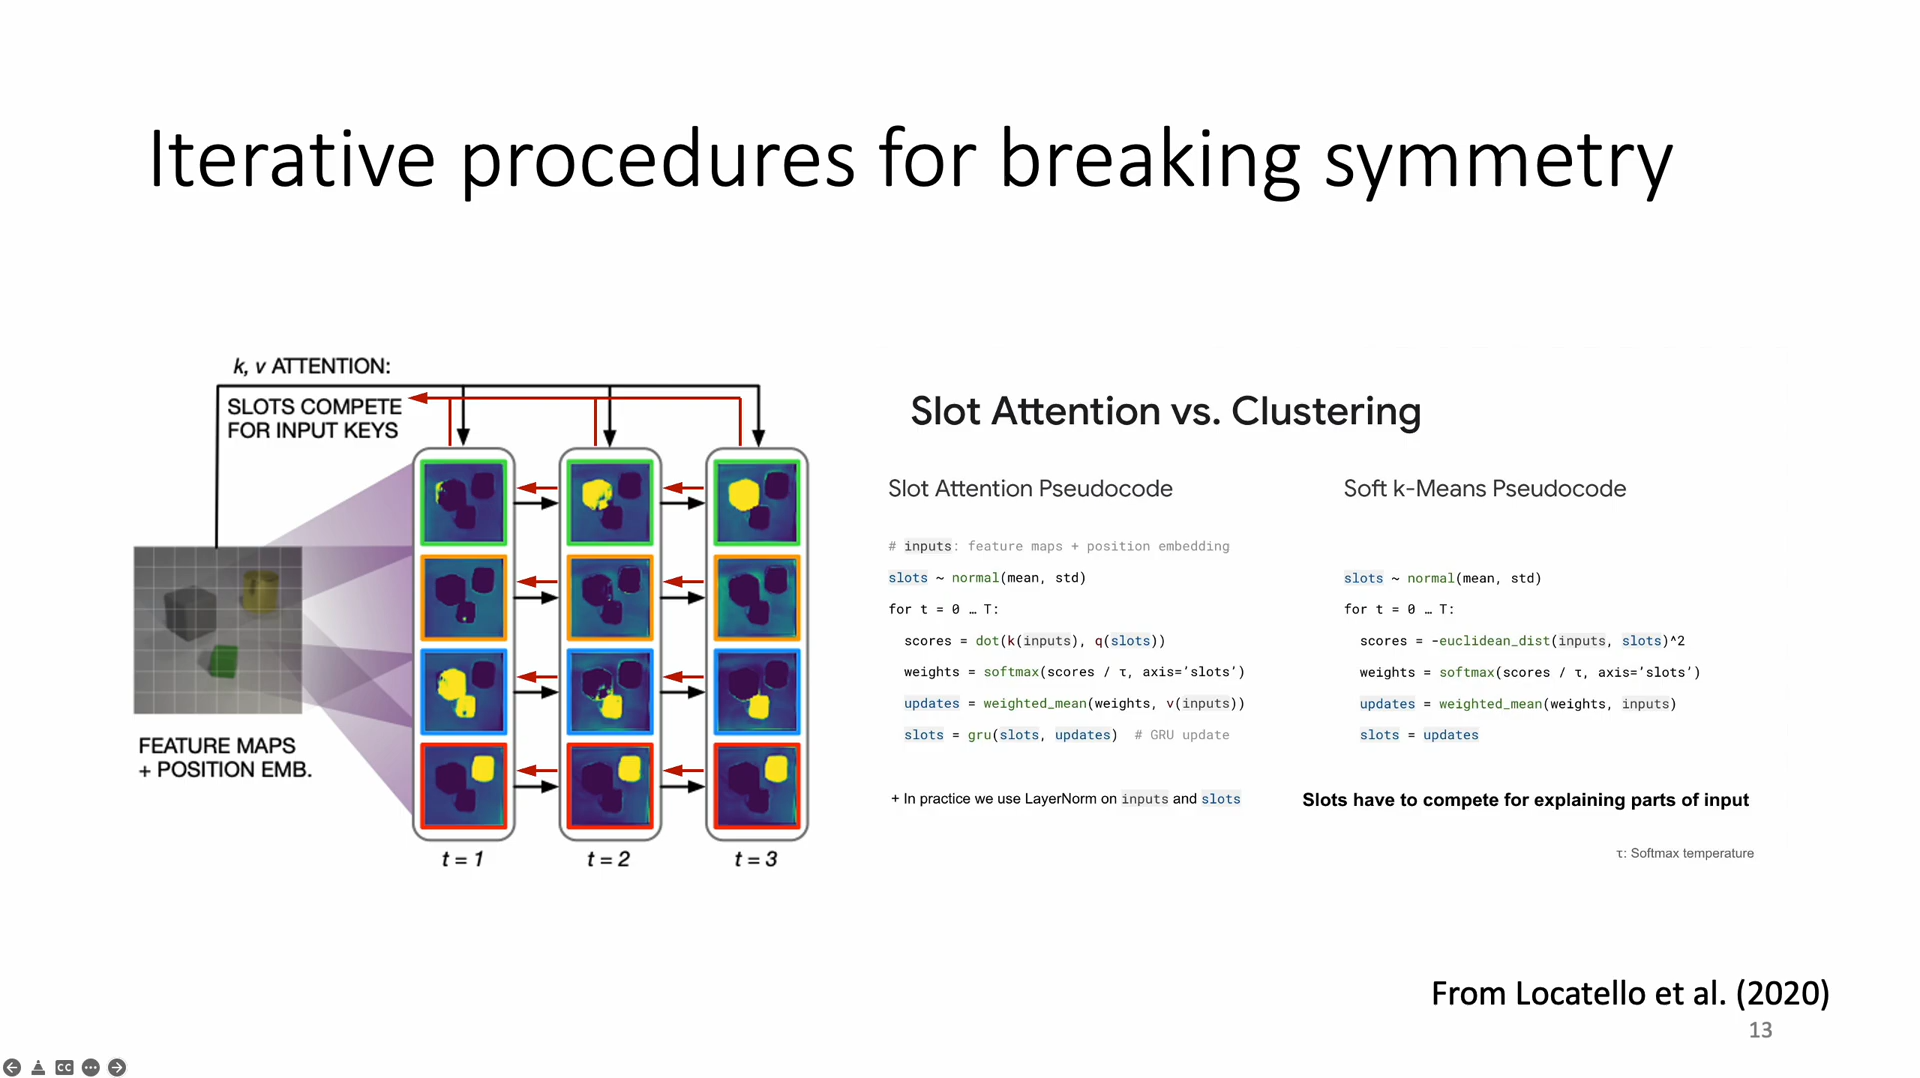 Iterative procedures for breaking symmetry
k, v ATTENTION:
SLOTS COMPETE
FOR INPUT KEYS
FEATURE MAPS
+ POSITION EMB.
t = 1
t = 2
t = 3
Slot Attention vs. Clustering
Slot Attention Pseudocode
# inputs: feature maps + position embedding
slots ~ normal(mean, std)
for t = 0 … T:
scores = dot(k(inputs), q(slots))
weights = softmax(scores / τ, axis=’slots’)
updates = weighted_mean(weights, v(inputs))
slots = gru(slots, updates) # GRU update
+ In practice we use LayerNorm on inputs and slots
Soft k-Means Pseudocode
slots ~ normal(mean, std)
for t = 0 … T:
scores = -euclidean_dist(inputs, slots)^2
weights = softmax(scores / τ, axis=’slots’)
updates = weighted_mean(weights, inputs)
slots = updates
Slots have to compete for explaining parts of input
τ: Softmax temperature
From Locatello et al. (2020)
13
CC